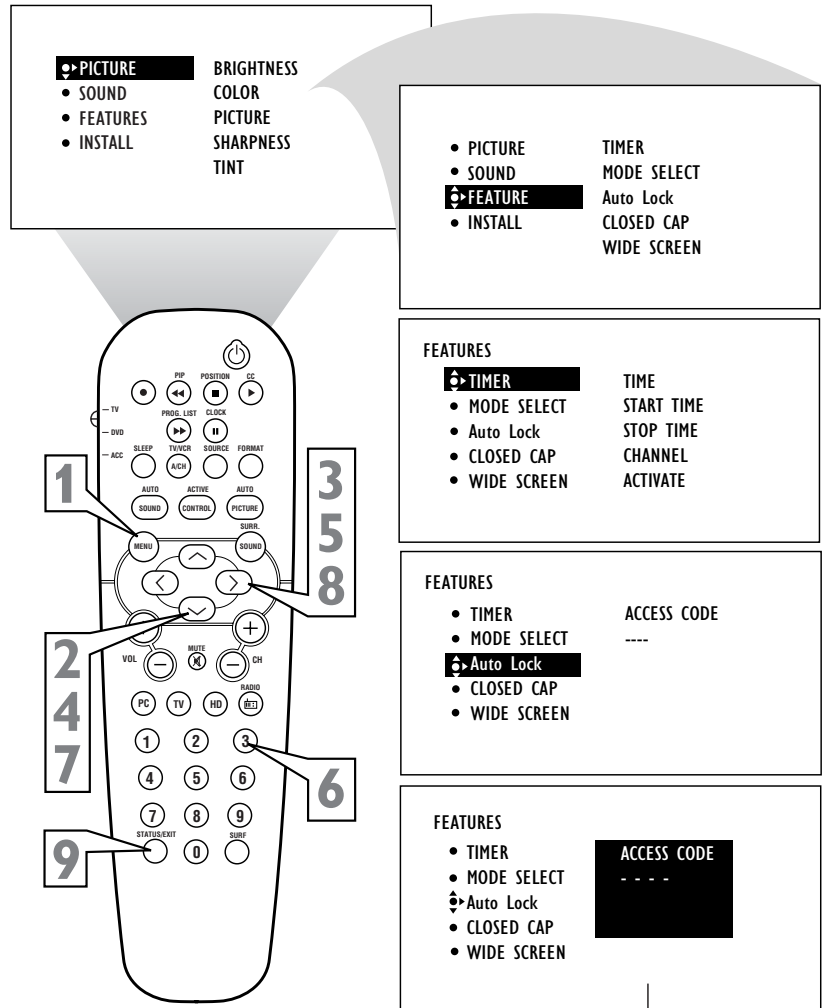 PICTURE BRIGHTNESS
SOUND COLOR
FEATURES PICTURE
INSTALL SHARPNESS
TINT
PICTURE TIMER
SOUND MODE SELECT
FEATURE Auto Lock
INSTALL CLOSED CAP
WIDE SCREEN
FEATURES
TIMER TIME
MODE SELECT START TIME
Auto Lock STOP TIME
CLOSED CAP CHANNEL
WIDE SCREEN ACTIVATE
FEATURES
TIMER ACCESS CODE
MODE SELECT ----
Auto Lock
CLOSED CAP
WIDE SCREEN
FEATURES
TIMER ACCESS CODE
MODE SELECT - - - -
Auto Lock
CLOSED CAP
WIDE SCREEN
PIP POSITION CC
TV
PROG. LIST CLOCK
DVD
ACC
SLEEP TV/VCR SOURCE FORMAT
A/CH
AUTO ACTIVE AUTO
SOUND CONTROL PICTURE
SURR.
MENU SOUND
MUTE
VOL CH
RADIO
PC TV HD
1 2 3
4 5 6
7 8 9
STATUS/EXIT SURF
0
1
2
4
7
9
3
5
8
6